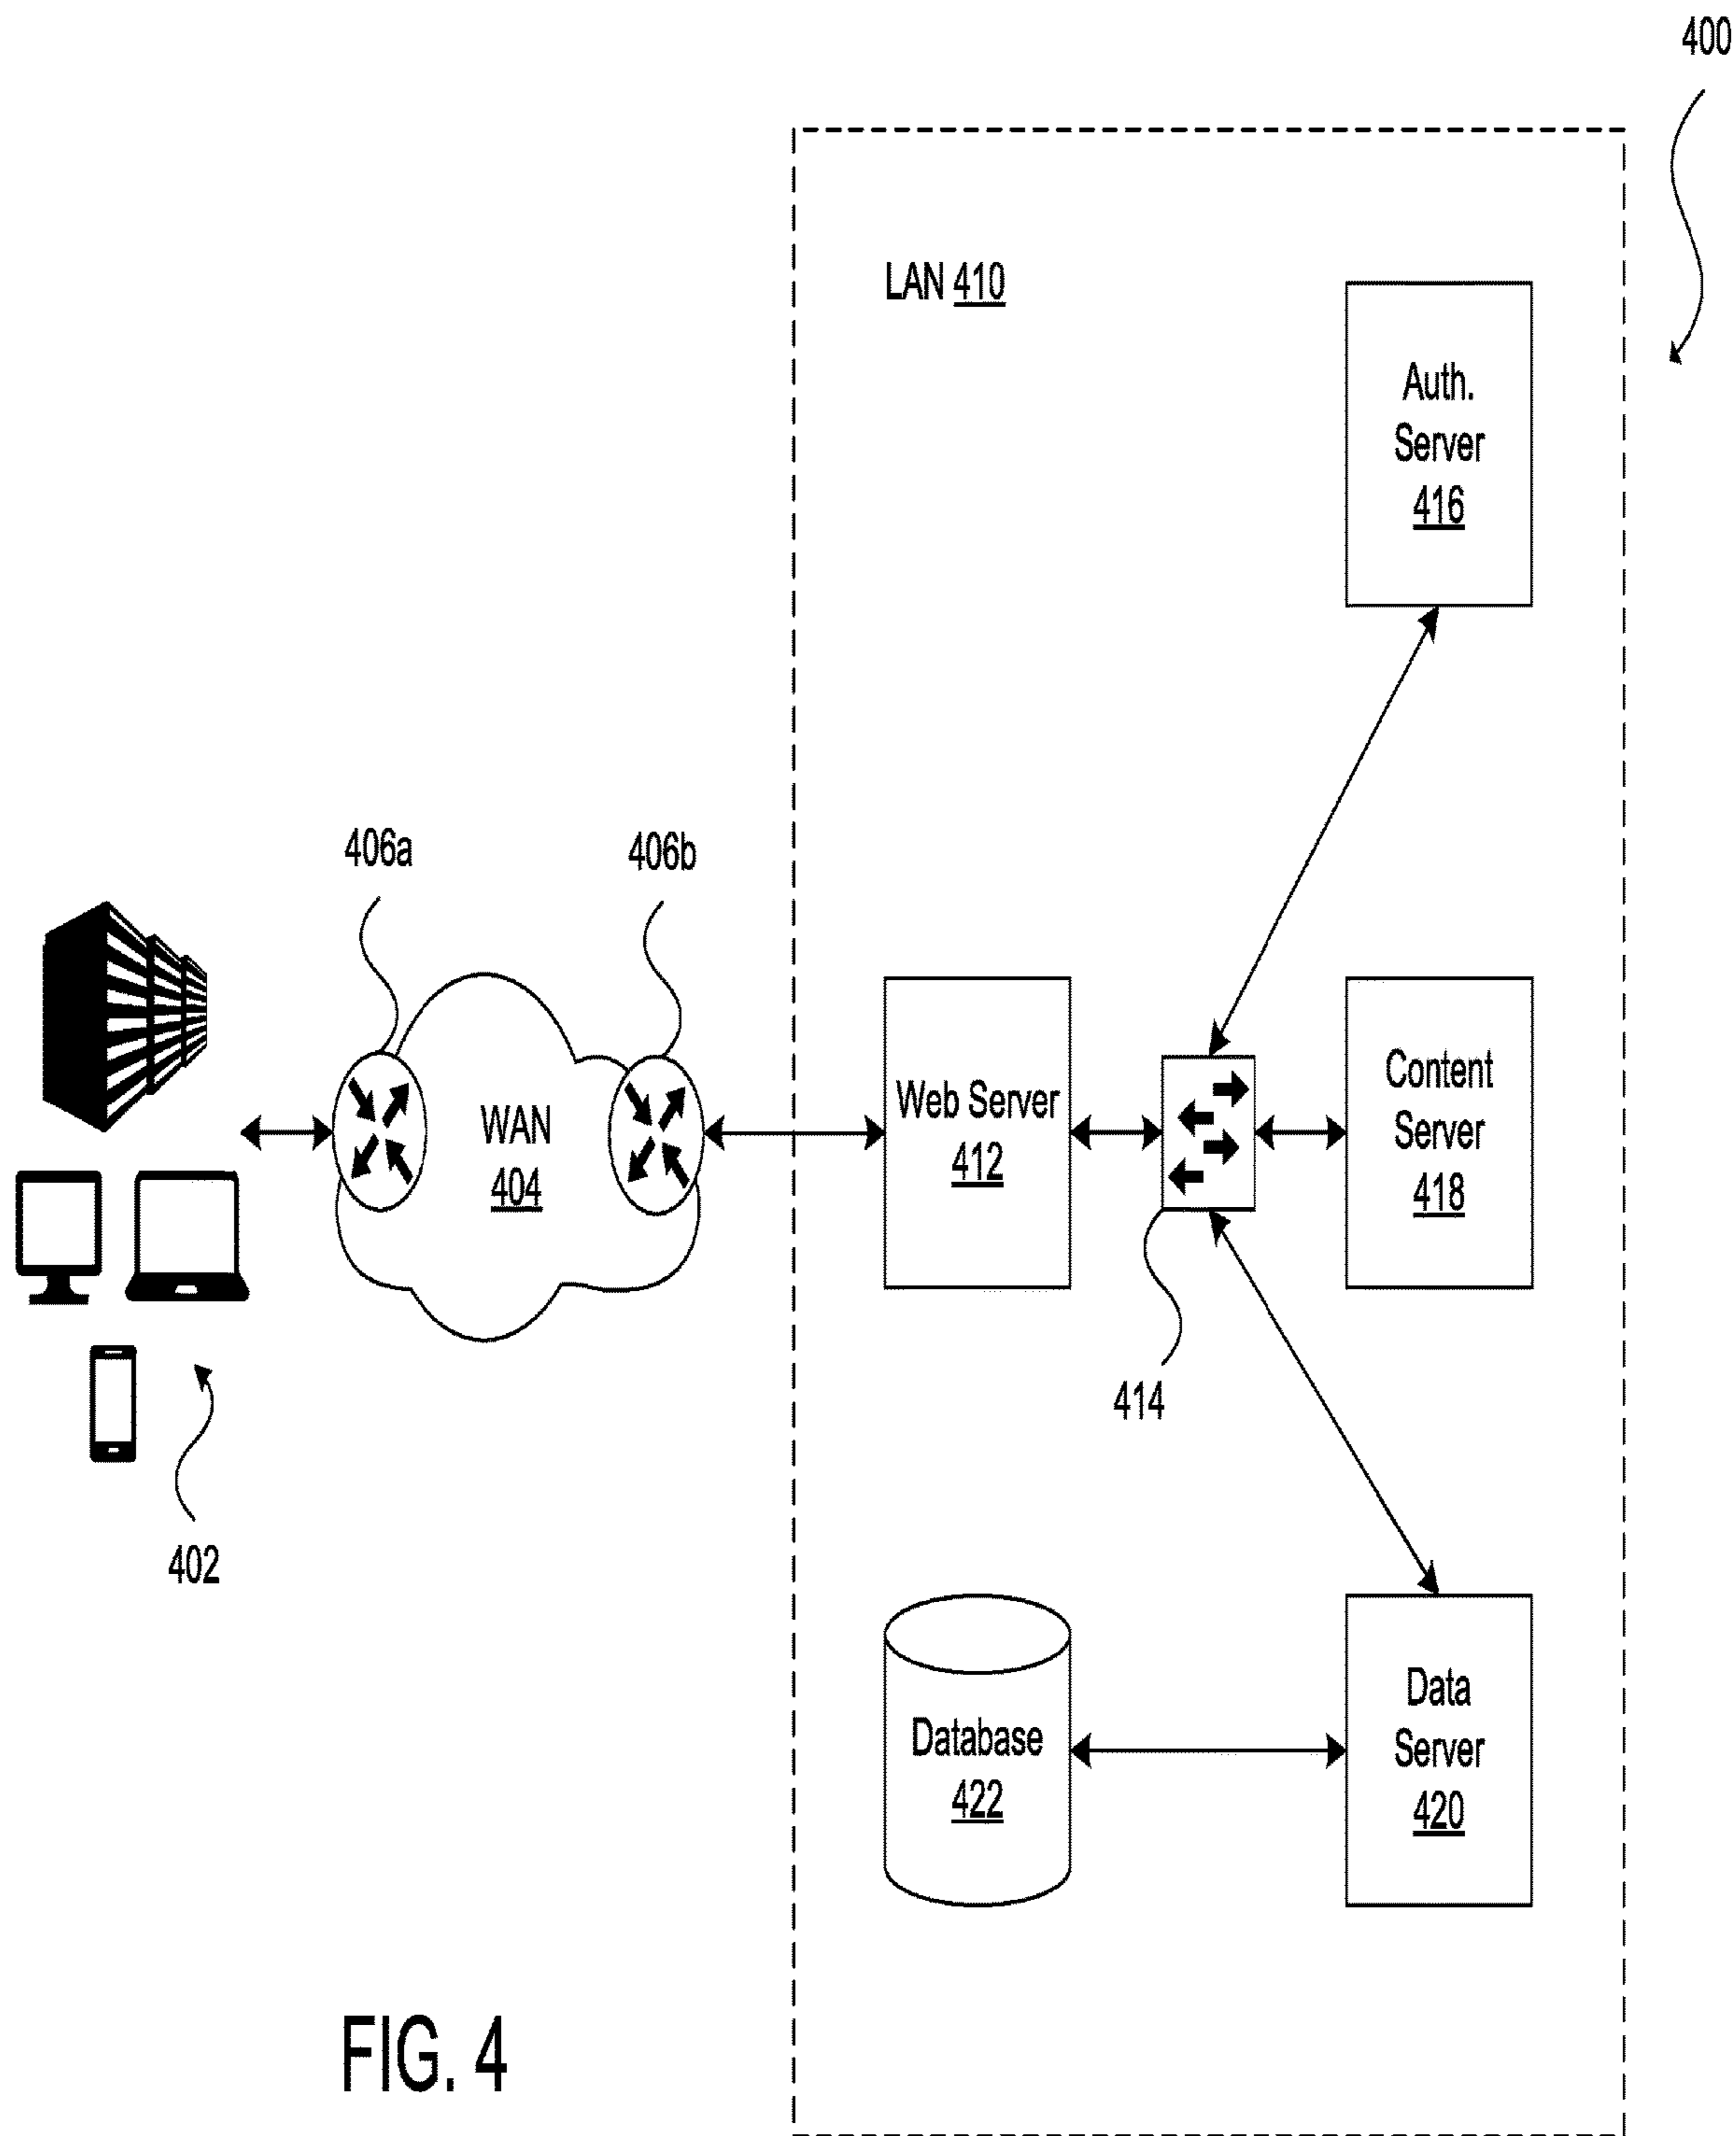 400
LAN 410
Auth.
Server
416
406a
406b
WAN
404
Web Server
412
Content
Server
418
414
402
Database
422
Data
Server
420
FIG. 4